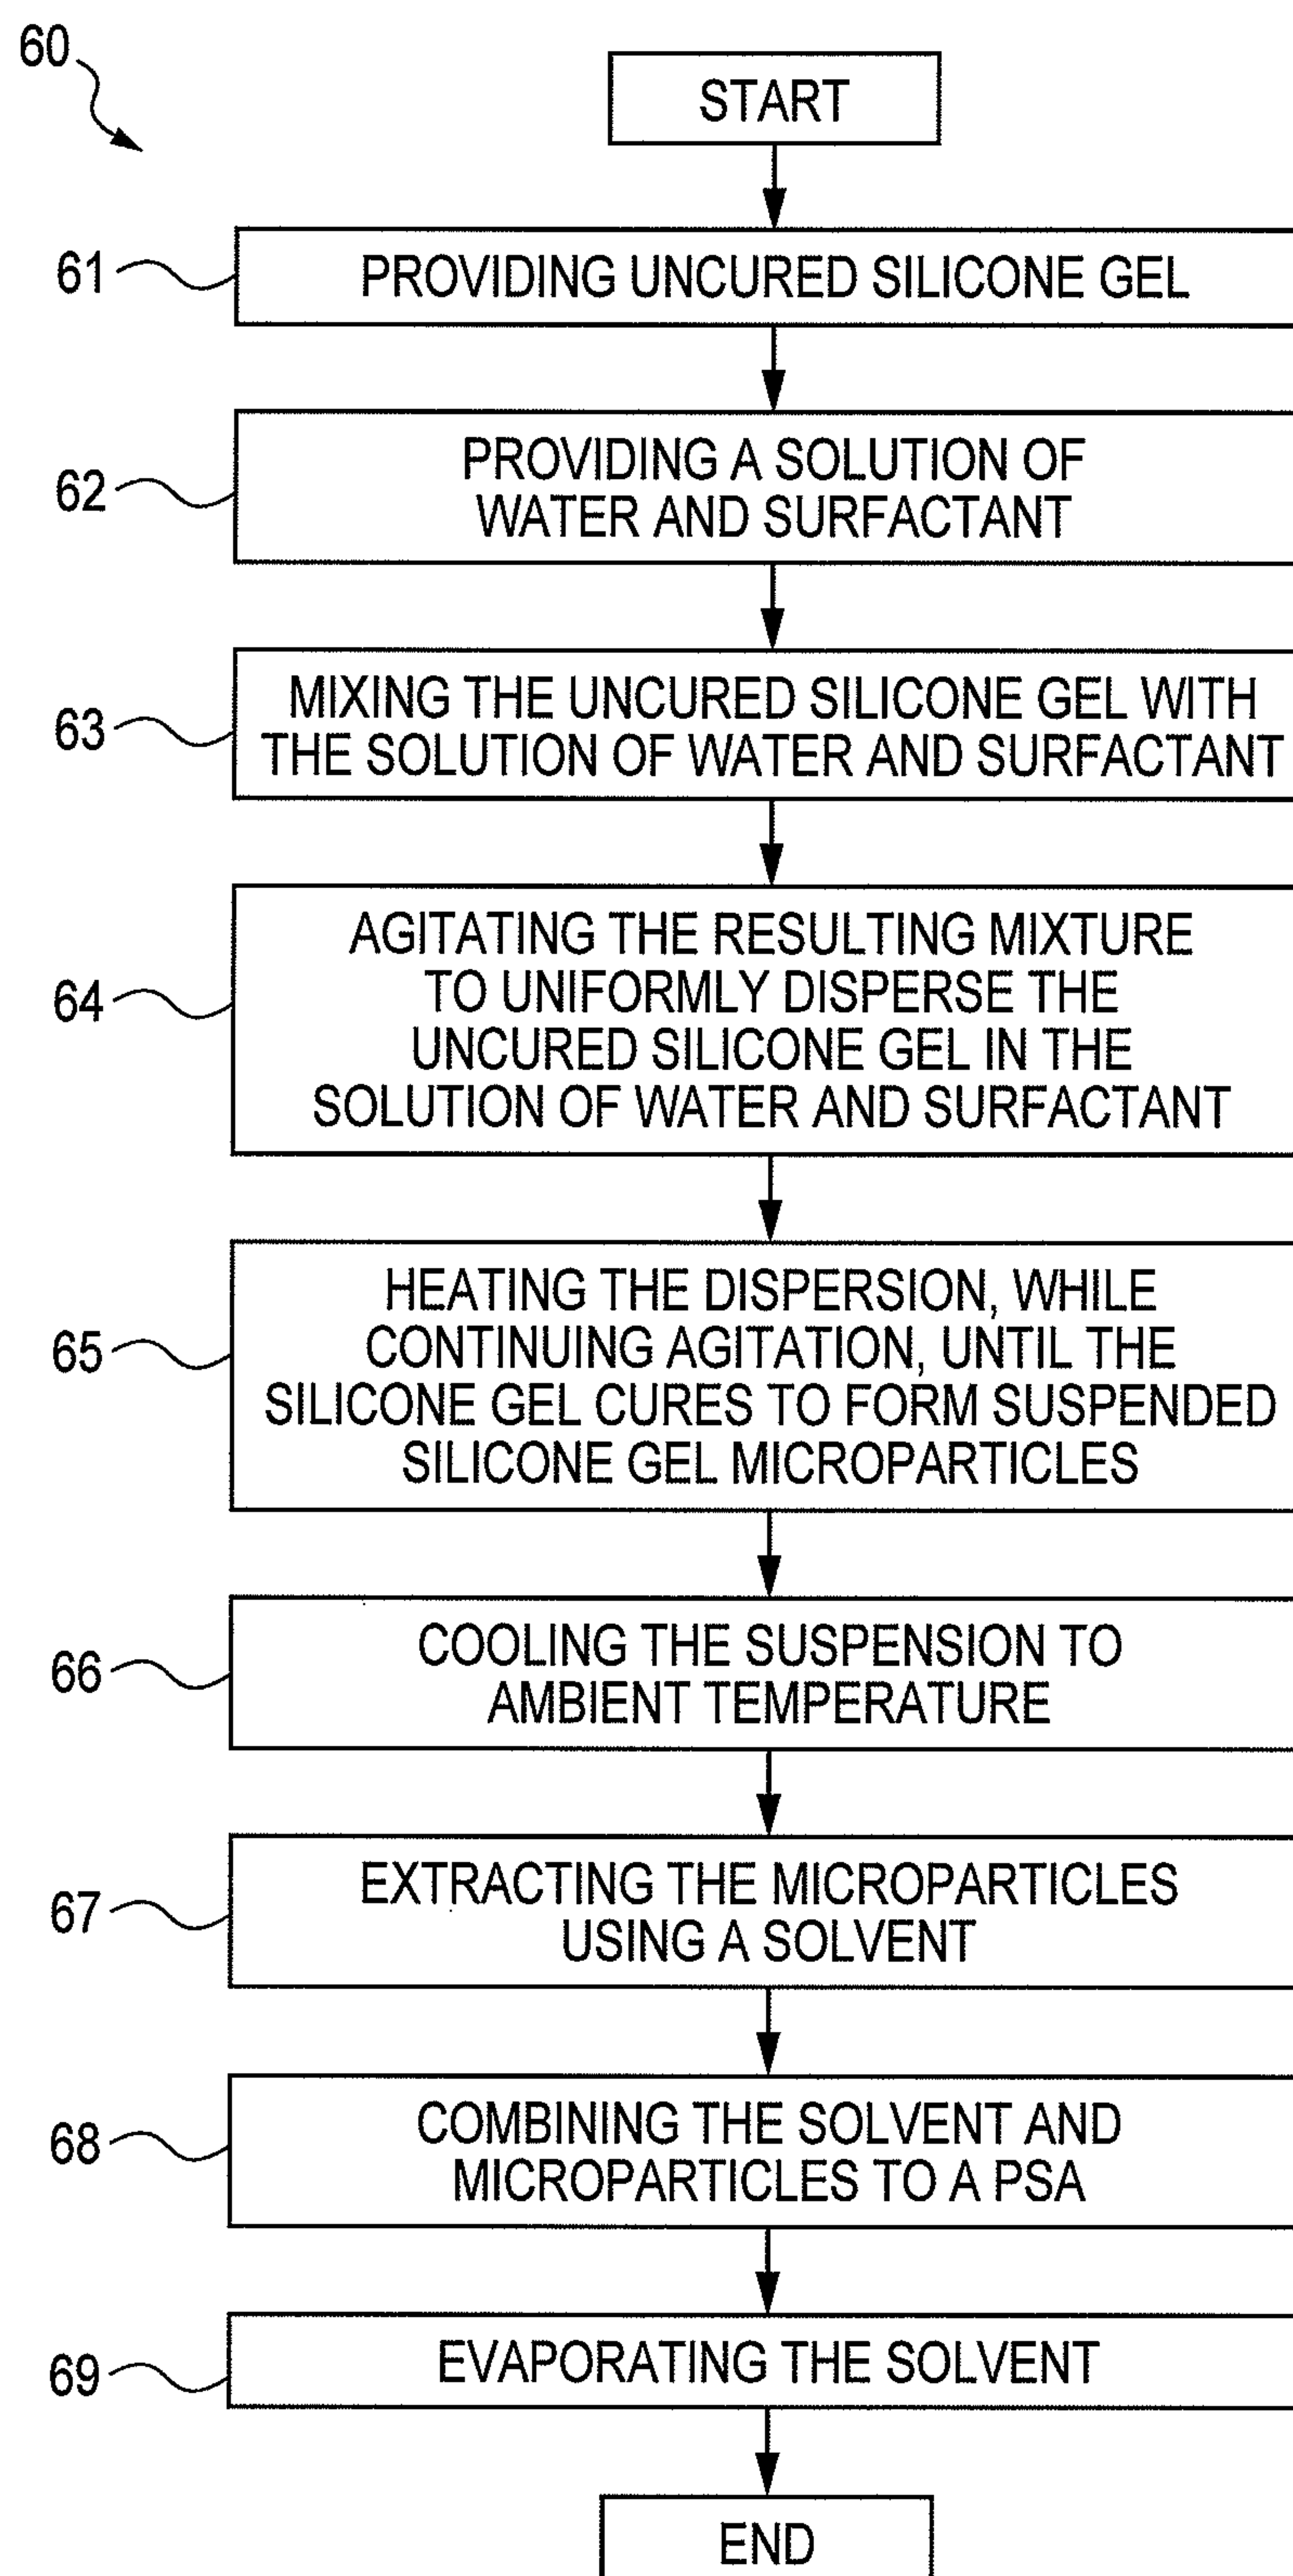 60
START
61
PROVIDING UNCURED SILICONE GEL
62
PROVIDING A SOLUTION OF
WATER AND SURFACTANT
63
MIXING THE UNCURED SILICONE GEL WITH
THE SOLUTION OF WATER AND SURFACTANT
64
AGITATING THE RESULTING MIXTURE
TO UNIFORMLY DISPERSE THE
UNCURED SILICONE GEL IN THE
SOLUTION OF WATER AND SURFACTANT
65
HEATING THE DISPERSION, WHILE
CONTINUING AGITATION, UNTIL THE
SILICONE GEL CURES TO FORM SUSPENDED
SILICONE GEL MICROPARTICLES
66
COOLING THE SUSPENSION TO
AMBIENT TEMPERATURE
67
EXTRACTING THE MICROPARTICLES
USING A SOLVENT
68
COMBINING THE SOLVENT AND
MICROPARTICLES TO A PSA
69
EVAPORATING THE SOLVENT
END